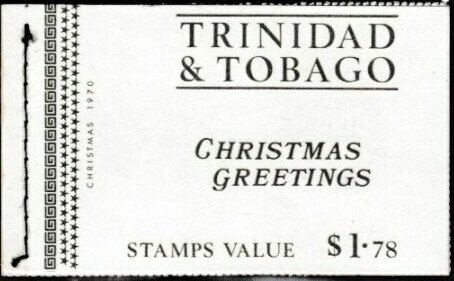 TRINIDAD
& TOBAGO
CHRISTMAS 1970
CHRISTMAS
GREETINGS
STAMPS VALUE $1·78